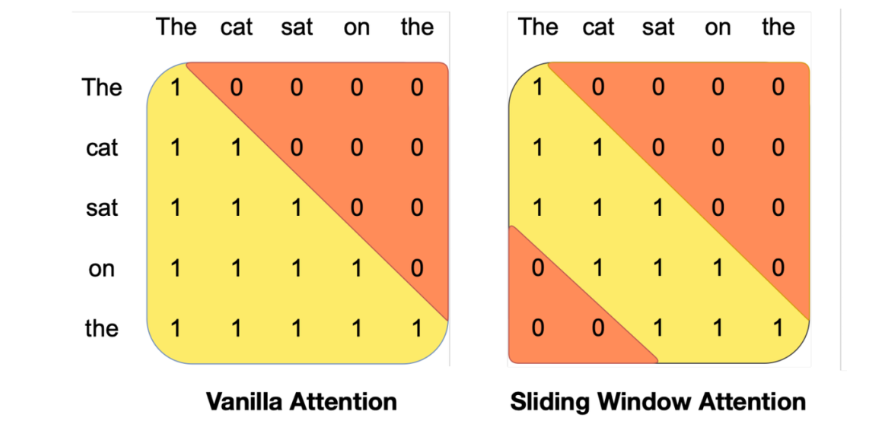 The cat sat on the
The 1 0 0 0 0
cat 1 1 0 0 0
sat 1 1 1 0 0
on 1 1 1 1 0
the 1 1 1 1 1
Vanilla Attention
The cat sat on the
1 0 0 0 0
1 1 0 0 0
1 1 1 0 0
0 1 1 1 0
0 0 1 1 1
Sliding Window Attention